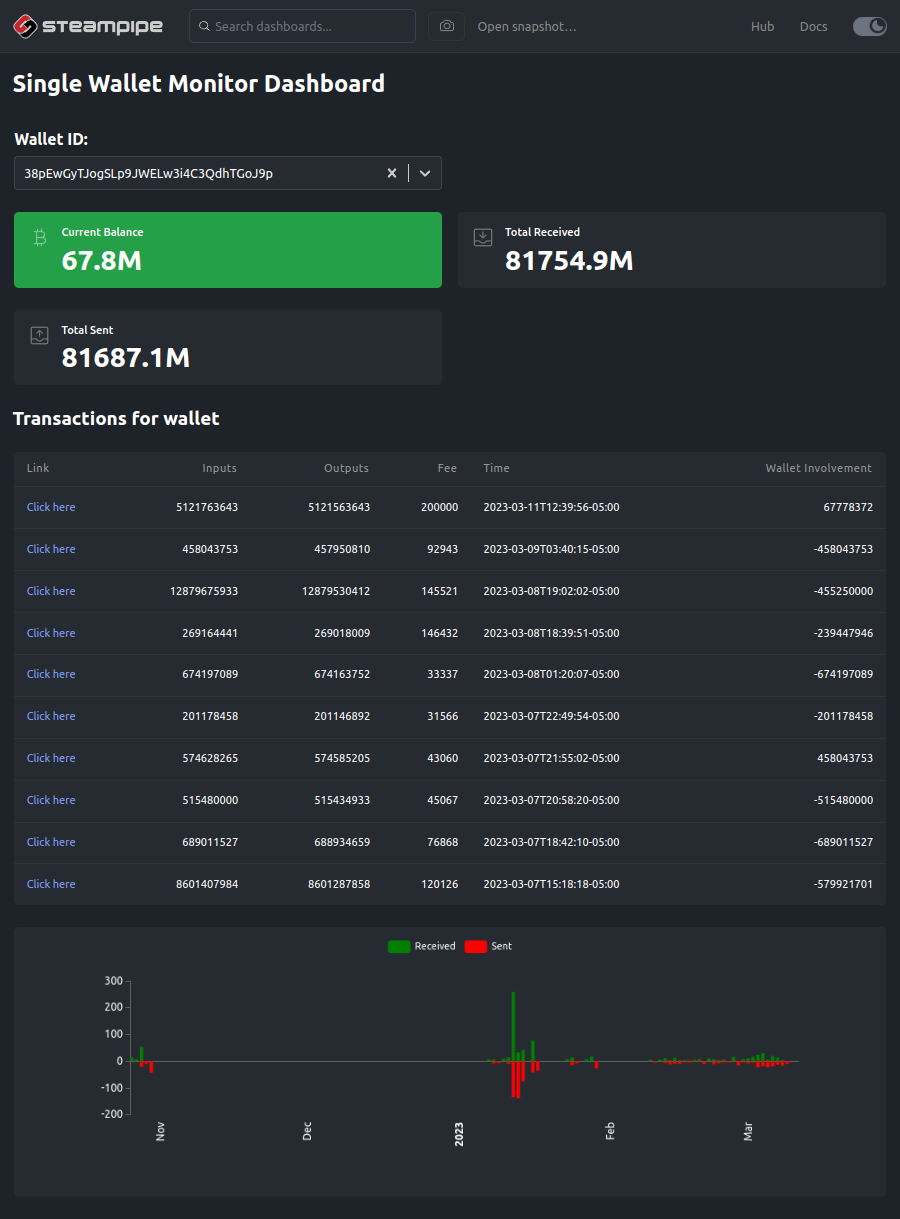 steampipe Search dashboards... Open snapshot... Hub Docs
Single Wallet Monitor Dashboard
Wallet ID:
38pEwGyTJogSLp9JWELw3i4C3QdhTGoJ9p
Current Balance
67.8M
Total Received
81754.9M
Total Sent
81687.1M
Transactions for wallet
Link Inputs Outputs Fee Time Wallet Involvement
Click here 5121763643 5121563643 200000 2023-03-11T12:39:56-05:00 67778372
Click here 458043753 457950810 92943 2023-03-09T03:40:15-05:00 -458043753
Click here 12879675933 12879530412 145521 2023-03-08T19:02:02-05:00 -455250000
Click here 269164441 269018009 146432 2023-03-08T18:39:51-05:00 -239447946
Click here 674197089 674163752 33337 2023-03-08T01:20:07-05:00 -674197089
Click here 201178458 201146892 31566 2023-03-07T22:49:54-05:00 -201178458
Click here 574628265 574585205 43060 2023-03-07T21:55:02-05:00 458043753
Click here 515480000 515434933 45067 2023-03-07T20:58:20-05:00 -515480000
Click here 689011527 688934659 76868 2023-03-07T18:42:10-05:00 -689011527
Click here 8601407984 8601287858 120126 2023-03-07T15:18:18-05:00 -579921701
Received Sent
300
200
100
0
-100
-200
Nov Dec 2023 Feb Mar